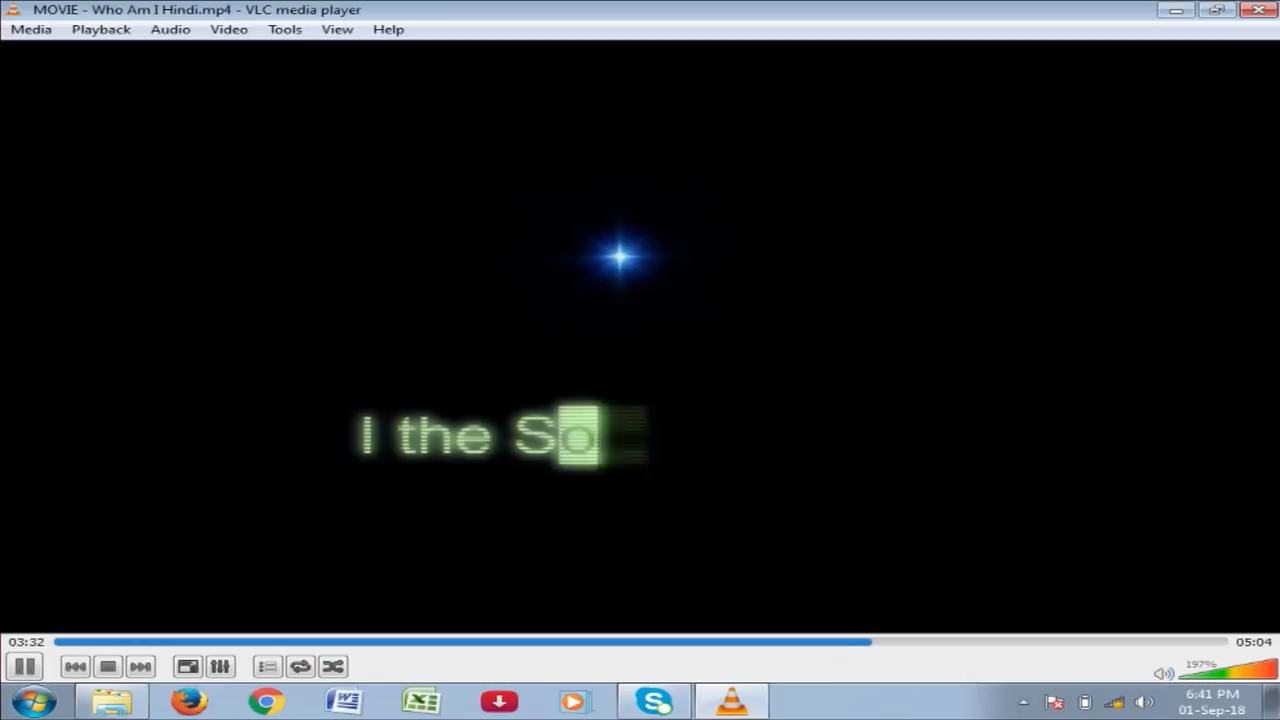 MOVIE - Who Am I Hindi.mp4 - VLC media player
Media Playback Audio Video Tools View Help
I the So
03:32 05:04
197%
6:41 PM
01-Sep-18